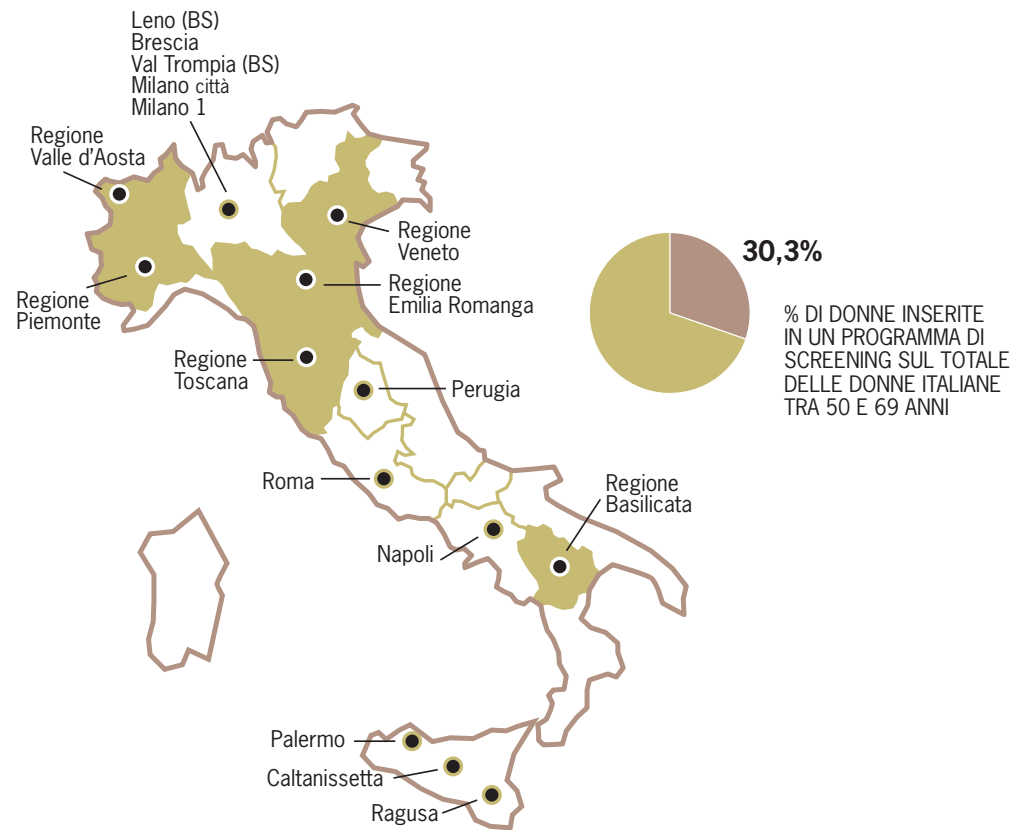 Leno (BS)
Brescia
Val Trompia (BS)
Milano città
Milano 1
Regione
Valle d'Aosta
Regione
Veneto
Regione
Piemonte
Regione
Emilia Romanga
Regione
Toscana
Perugia
Roma
Regione
Basilicata
Napoli
Palermo
Caltanissetta
Ragusa
30,3%
% DI DONNE INSERITE
IN UN PROGRAMMA DI
SCREENING SUL TOTALE
DELLE DONNE ITALIANE
TRA 50 E 69 ANNI